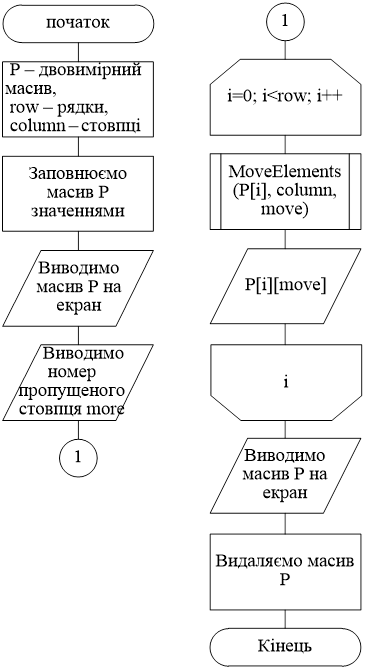 початок
P – двовимірний
масив,
row – рядки,
column – стовпці
Заповнюємо
масив P
значеннями
Виводимо
масив P на
екран
Виводимо
номер
пропущеного
стовпця more
1
1
i=0; i<row; i++
MoveElements
(P[i], column,
move)
P[i][move]
i
Виводимо
масив P на
екран
Видаляємо масив
P
Кінець